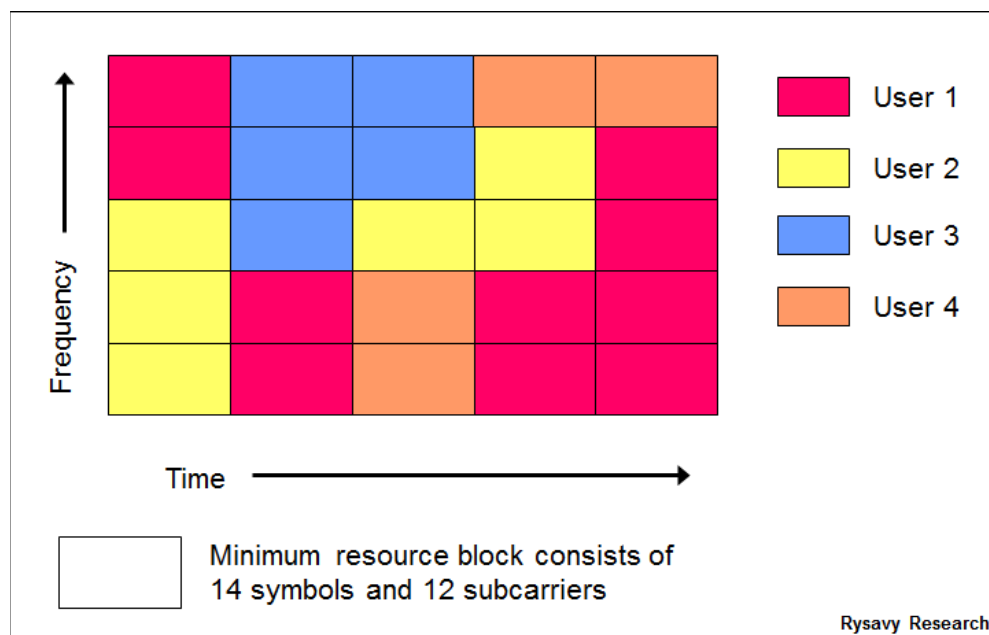 User 1
User 2
User 3
User 4
Frequency
Time
Minimum resource block consists of
14 symbols and 12 subcarriers
Rysavy Research